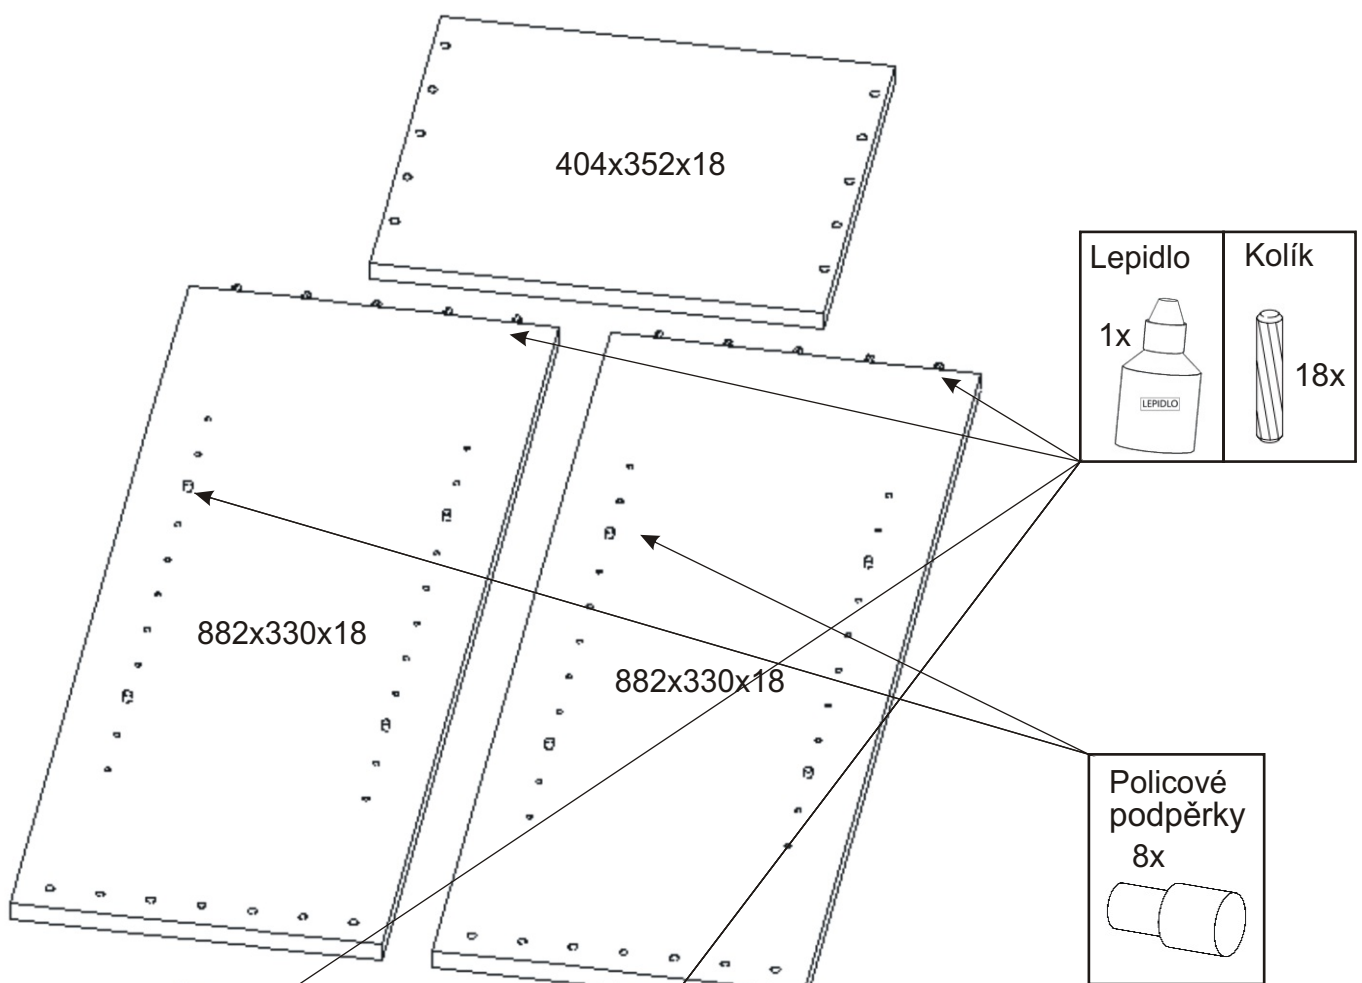 404x352x18
Lepidlo
1x
LEPIDLO
Kolík
18x
882x330x18
882x330x18
Policové
podpěrky
8x